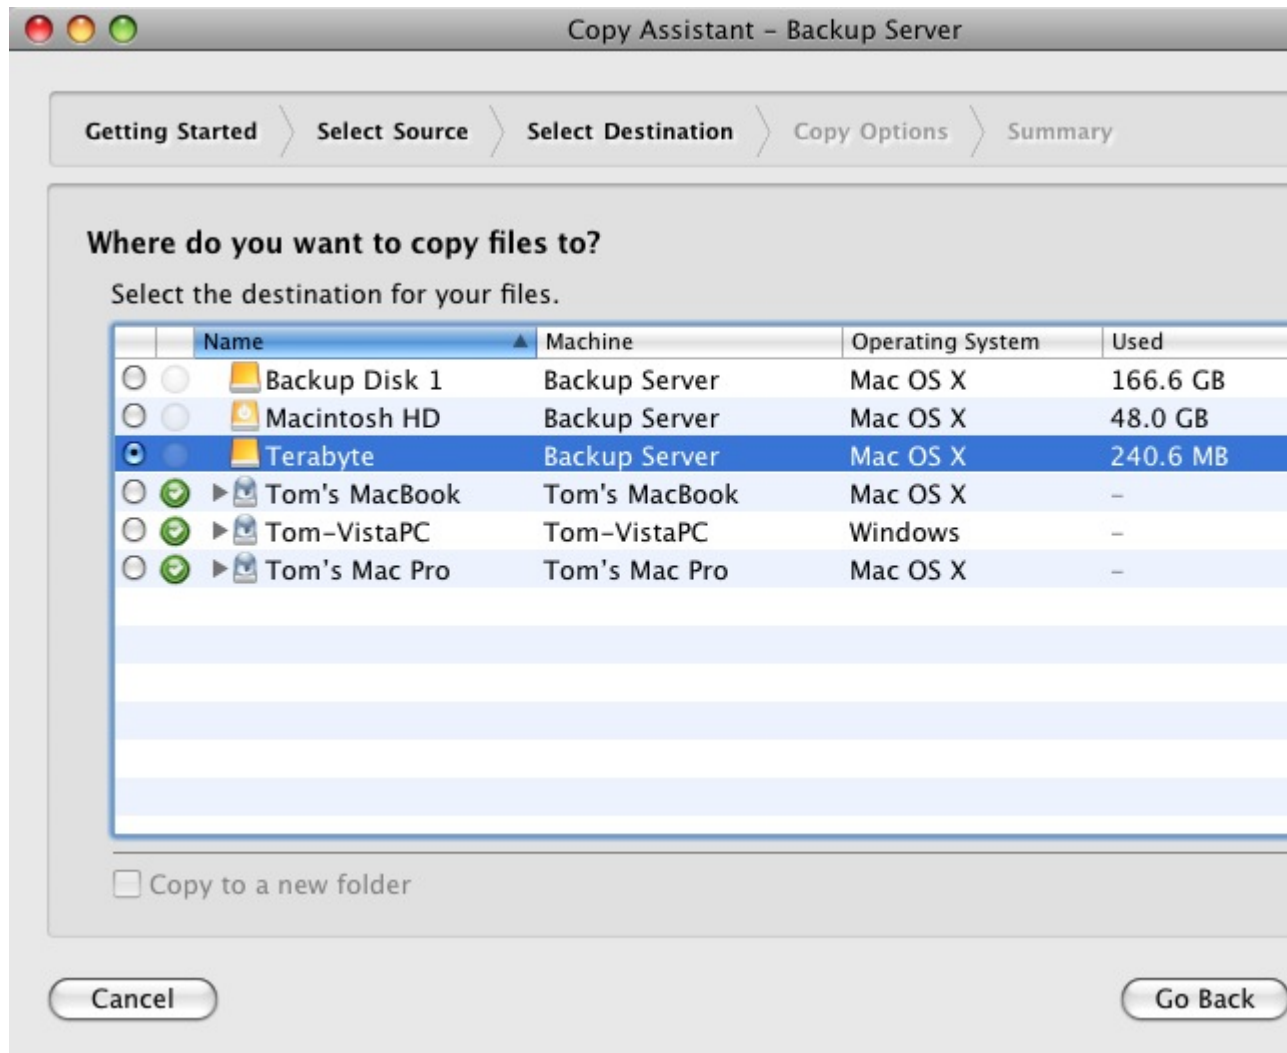 Copy Assistant – Backup Server
Getting Started Select Source Select Destination Copy Options Summary
Where do you want to copy files to?
Select the destination for your files.
Name Machine Operating System Used
Backup Disk 1 Backup Server Mac OS X 166.6 GB
Macintosh HD Backup Server Mac OS X 48.0 GB
Terabyte Backup Server Mac OS X 240.6 MB
Tom's MacBook Tom's MacBook Mac OS X –
Tom–VistaPC Tom–VistaPC Windows –
Tom’s Mac Pro Tom’s Mac Pro Mac OS X –
Copy to a new folder
Cancel Go Back